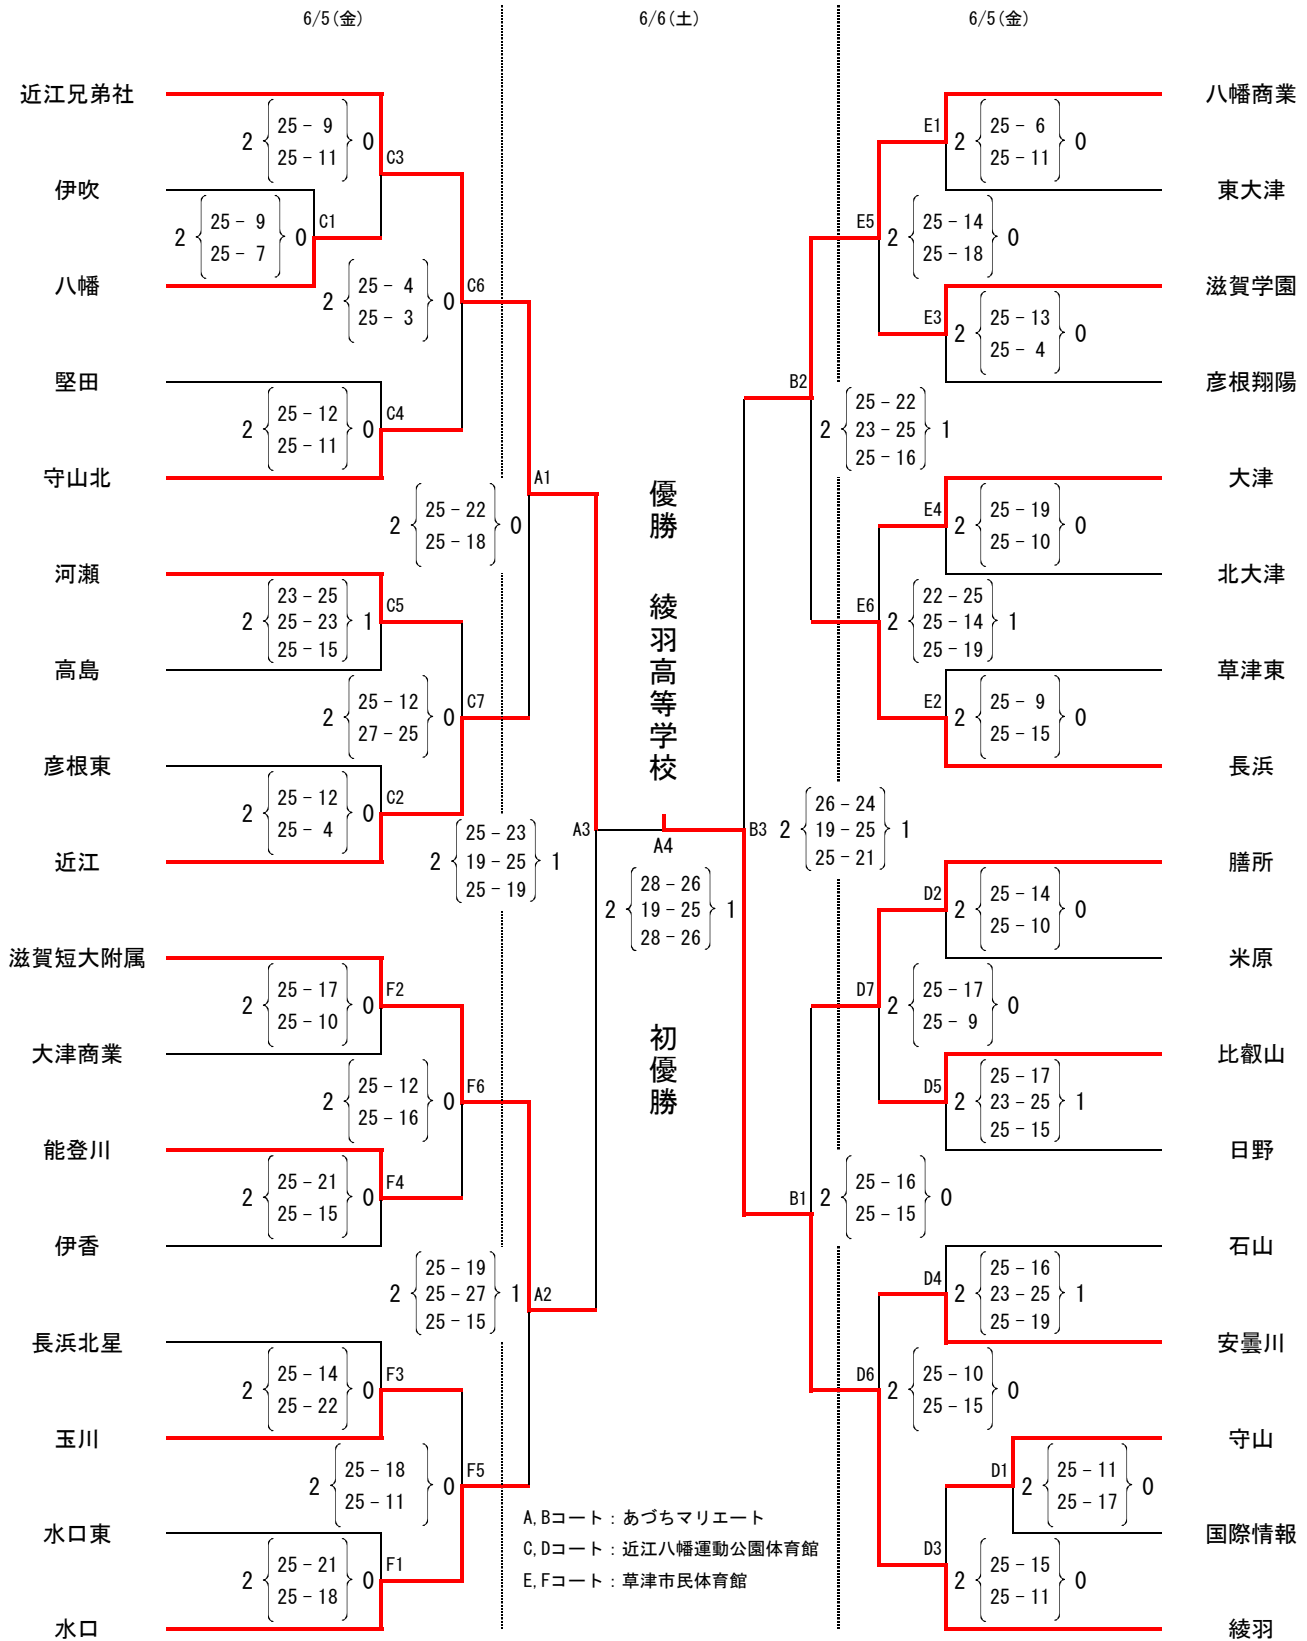 6/5(金)
6/6(土)
6/5(金)
近江兄弟社
2 25 - 9 0
25 - 11
C3
伊吹
2 25 - 9 0
25 - 7
C1
八幡
2 25 - 4 0
25 - 3
C6
堅田
2 25 - 12 0
25 - 11
C4
守山北
2 25 - 22 0
25 - 18
A1
河瀬
2 23 - 25 1
25 - 23
25 - 15
C5
高島
2 25 - 12 0
27 - 25
C7
彦根東
2 25 - 12 0
25 - 4
C2
近江
2 25 - 23 1
19 - 25
25 - 19
A3
滋賀短大附属
2 25 - 17 0
25 - 10
F2
大津商業
2 25 - 12 0
25 - 16
F6
能登川
2 25 - 21 0
25 - 15
F4
伊香
2 25 - 19 1
25 - 27
25 - 15
A2
長浜北星
2 25 - 14 0
25 - 22
F3
玉川
2 25 - 18 0
25 - 11
F5
水口東
2 25 - 21 0
25 - 18
F1
水口
優勝 綾羽高等学校
A4
2 28 - 26 1
19 - 25
28 - 26
初優勝
A,Bコート：あづちマリエート
C,Dコート：近江八幡運動公園体育館
E,Fコート：草津市民体育館
八幡商業
E1
2 25 - 6 0
25 - 11
東大津
E5
2 25 - 14 0
25 - 18
滋賀学園
E3
2 25 - 13 0
25 - 4
彦根翔陽
B2
2 25 - 22 1
23 - 25
25 - 16
大津
E4
2 25 - 19 0
25 - 10
北大津
E6
2 22 - 25 1
25 - 14
25 - 19
草津東
E2
2 25 - 9 0
25 - 15
長浜
B3
2 26 - 24 1
19 - 25
25 - 21
膳所
D2
2 25 - 14 0
25 - 10
米原
D7
2 25 - 17 0
25 - 9
比叡山
D5
2 25 - 17 1
23 - 25
25 - 15
日野
B1
2 25 - 16 0
25 - 15
石山
D4
2 25 - 16 1
23 - 25
25 - 19
安曇川
D6
2 25 - 10 0
25 - 15
守山
D1
2 25 - 11 0
25 - 17
国際情報
D3
2 25 - 15 0
25 - 11
綾羽